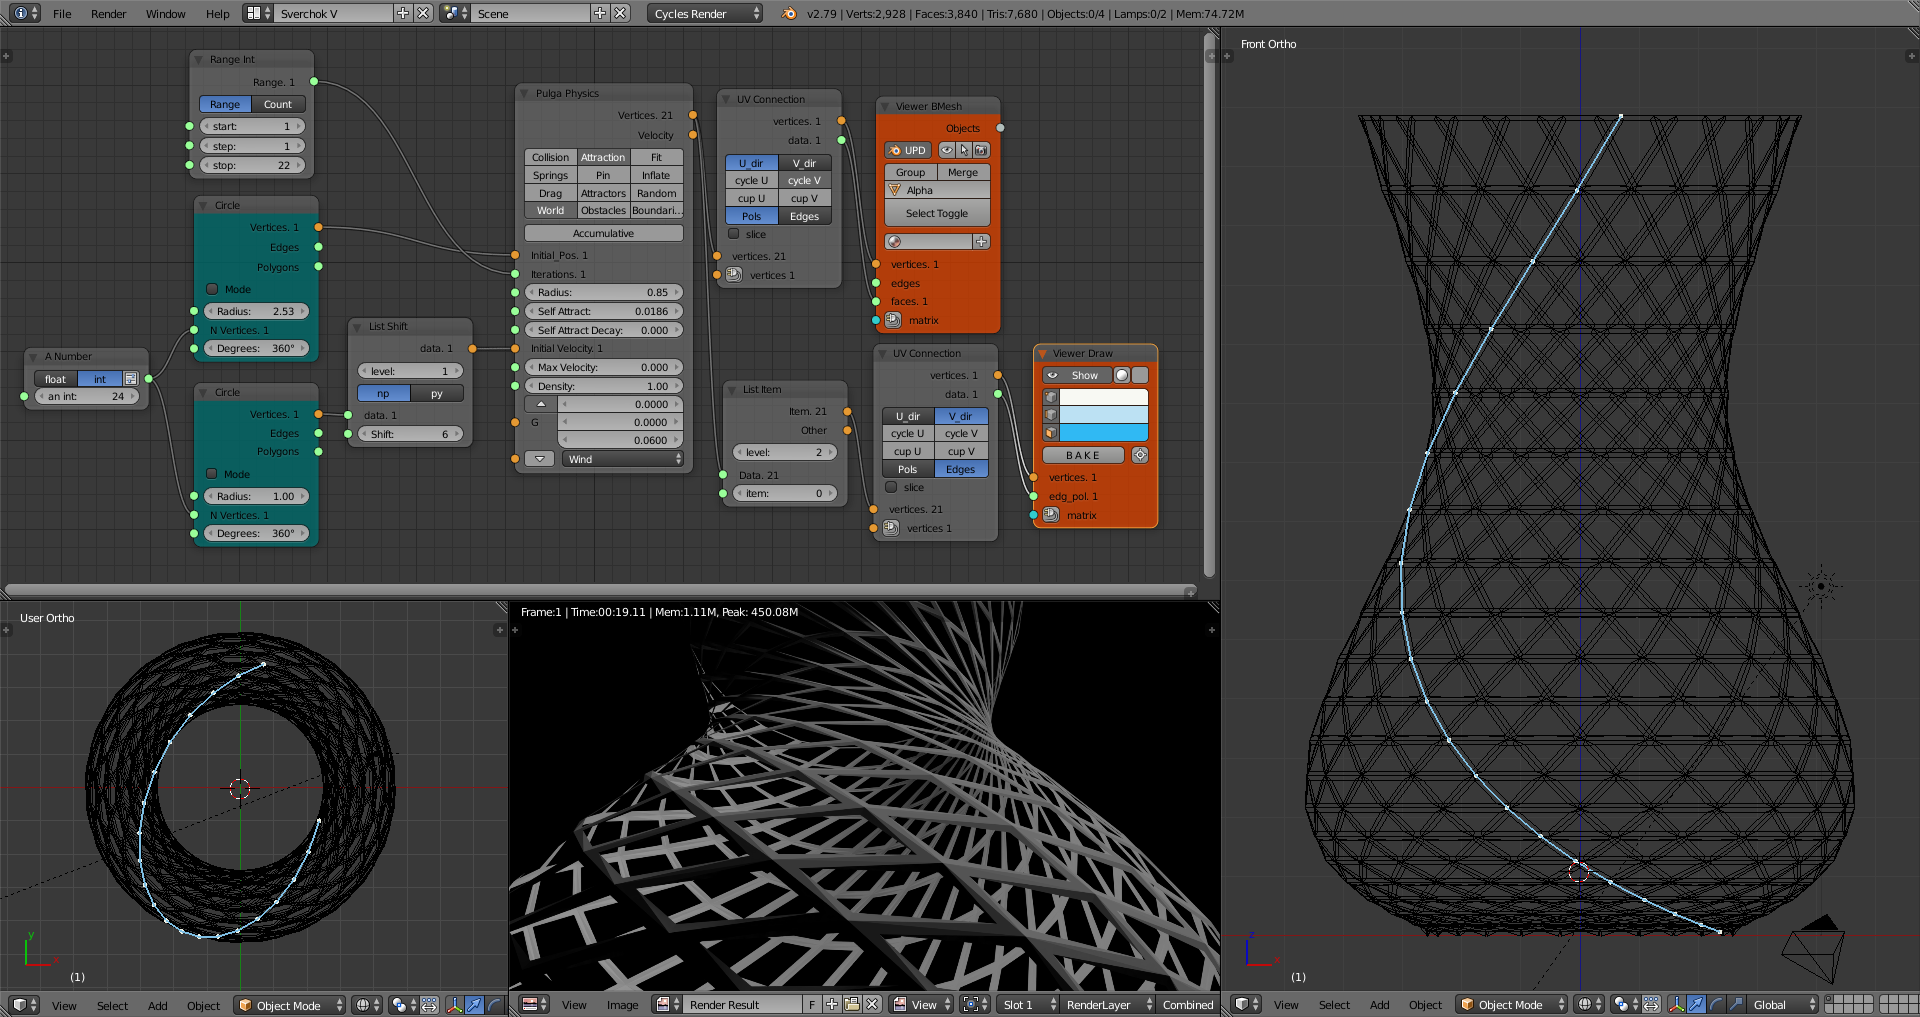 File Render Window Help Sverchok V Scene Cycles Render v2.79 | Verts:2,928 | Faces:3,840 | Tris:7,680 | Objects:0/4 | Lamps:0/2 | Mem:74.72M
Range Int
Range. 1
Range Count
start: 1
step: 1
stop: 22
Circle
Vertices. 1
Edges
Polygons
Mode
Radius: 2.53
N Vertices. 1
Degrees: 360°
A Number
float int
an int: 24
Circle
Vertices. 1
Edges
Polygons
Mode
Radius: 1.00
N Vertices. 1
Degrees: 360°
List Shift
data. 1
level: 1
np py
data. 1
Shift: 6
Pulga Physics
Vertices. 21
Velocity
Collision Attraction Fit
Springs Pin Inflate
Drag Attractors Random
World Obstacles Boundari...
Accumulative
Initial_Pos. 1
Iterations. 1
Radius: 0.85
Self Attract: 0.0186
Self Attract Decay: 0.000
Initial Velocity. 1
Max Velocity: 0.000
Density: 1.00
0.0000
G 0.0000
0.0600
Wind
UV Connection
vertices. 1
data. 1
U_dir V_dir
cycle U cycle V
cup U cup V
Pols Edges
slice
vertices. 21
vertices 1
Viewer BMesh
Objects
UPD
Group Merge
Alpha
Select Toggle
vertices. 1
edges
faces. 1
matrix
List Item
Item. 21
Other
level: 2
Data. 21
item: 0
UV Connection
vertices. 1
data. 1
U_dir V_dir
cycle U cycle V
cup U cup V
Pols Edges
slice
vertices. 21
vertices 1
Viewer Draw
Show
BAKE
vertices. 1
edg_pol. 1
matrix
Front Ortho
z
(1)
User Ortho
y
(1)
Frame:1 | Time:00:19.11 | Mem:1.11M, Peak: 450.08M
View Select Add Object Object Mode
View Image Render Result F View Slot 1 RenderLayer Combined
View Select Add Object Object Mode Global